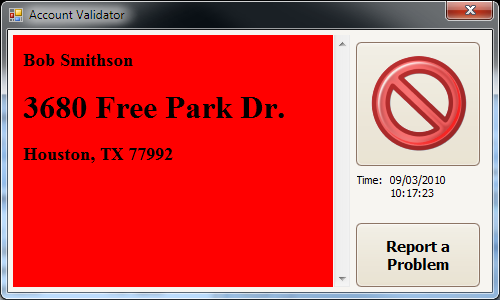 Account Validator
Bob Smithson
3680 Free Park Dr.
Houston, TX 77992
Time: 09/03/2010
10:17:23
Report a
Problem